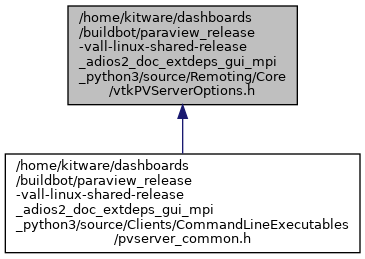 /home/kitware/dashboards
/buildbot/paraview_release
-vall-linux-shared-release
_adios2_doc_extdeps_gui_mpi
_python3/source/Remoting/Core
/vtkPVServerOptions.h
/home/kitware/dashboards
/buildbot/paraview_release
-vall-linux-shared-release
_adios2_doc_extdeps_gui_mpi
_python3/source/Clients/CommandLineExecutables
/pvserver_common.h